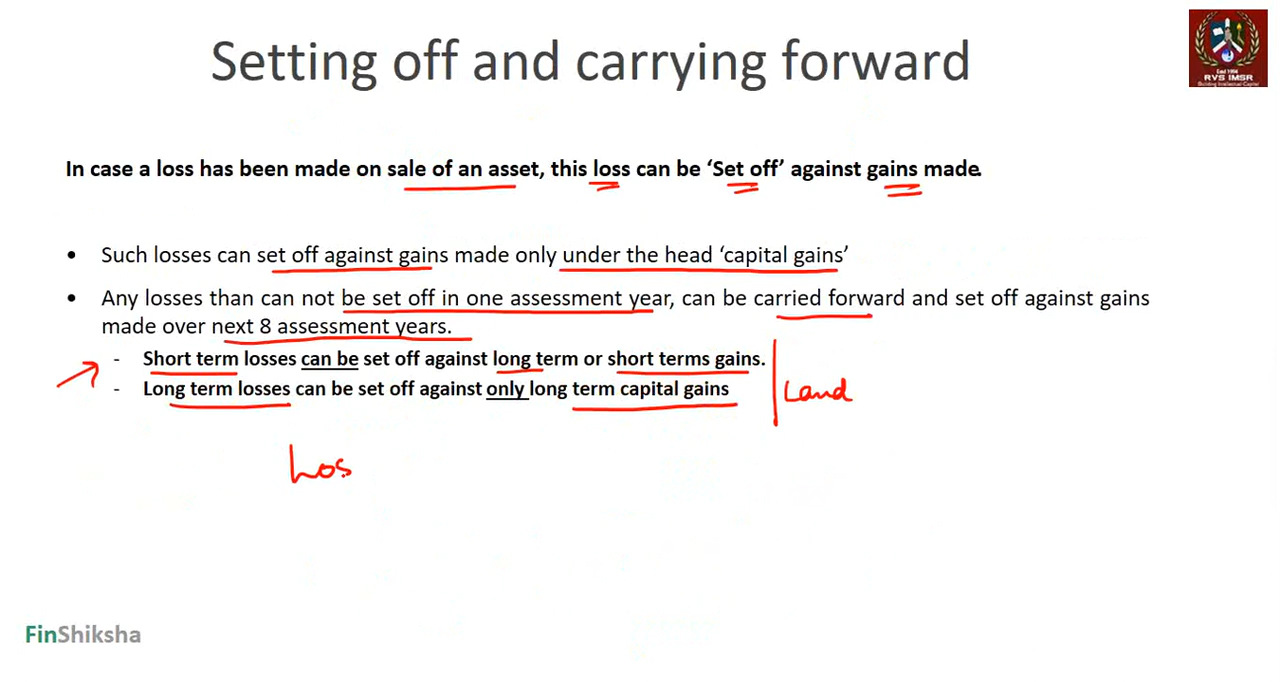 Setting off and carrying forward
Estd 1994
RVS IMSR
Building Intellectual Capital
In case a loss has been made on sale of an asset, this loss can be ‘Set off’ against gains made.
• Such losses can set off against gains made only under the head ‘capital gains’
• Any losses than can not be set off in one assessment year, can be carried forward and set off against gains
made over next 8 assessment years.
- Short term losses can be set off against long term or short terms gains.
- Long term losses can be set off against only long term capital gains
Land
Los
FinShiksha